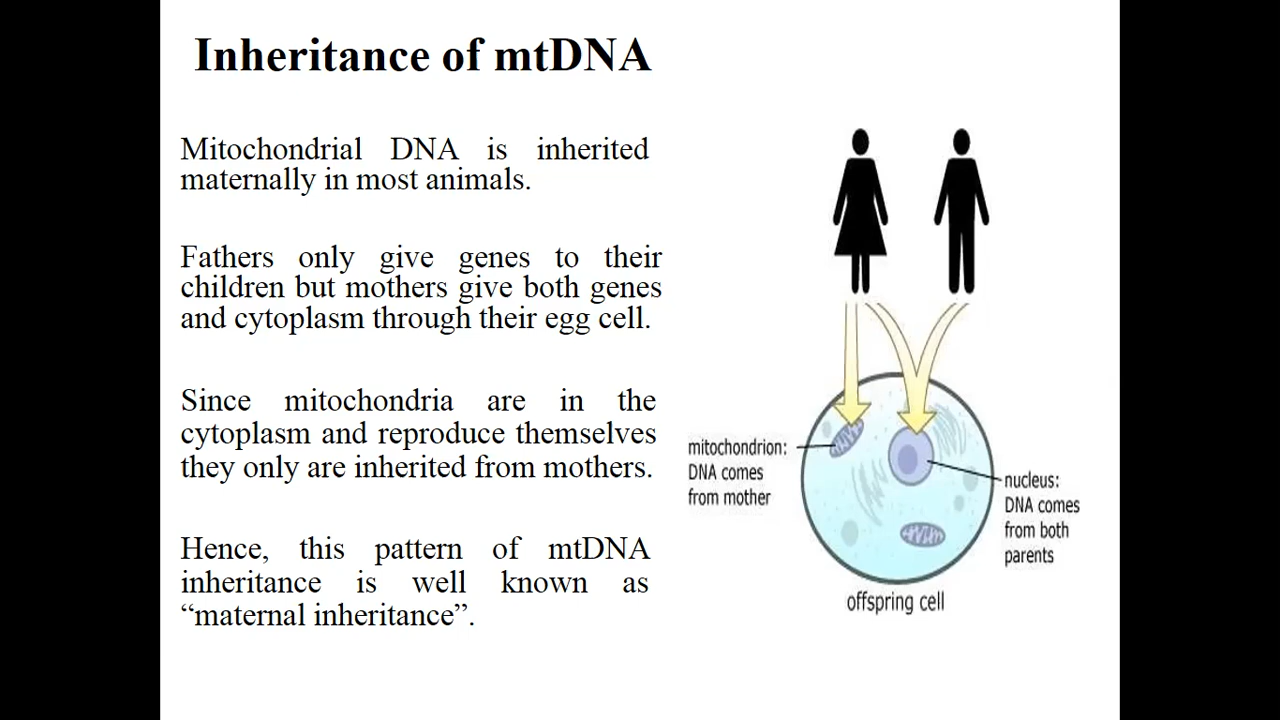 Inheritance of mtDNA
Mitochondrial DNA is inherited
maternally in most animals.
Fathers only give genes to their
children but mothers give both genes
and cytoplasm through their egg cell.
Since mitochondria are in the
cytoplasm and reproduce themselves
they only are inherited from mothers.
Hence, this pattern of mtDNA
inheritance is well known as
“maternal inheritance”.
mitochondrion:
DNA comes
from mother
nucleus:
DNA comes
from both
parents
offspring cell